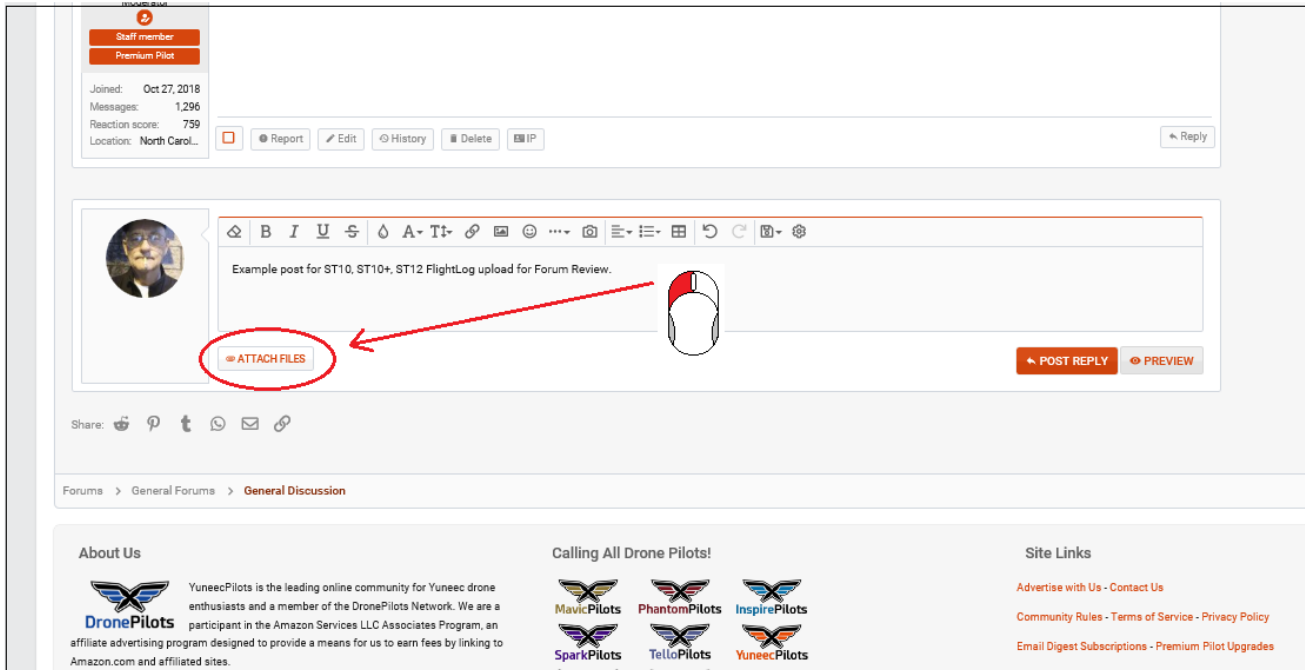 Moderator
Staff member
Premium Pilot
Joined: Oct 27, 2018
Messages: 1,296
Reaction score: 759
Location: North Carol...
Report Edit History Delete IP
Reply
B I U S A T
Example post for ST10, ST10+, ST12 FlightLog upload for Forum Review.
ATTACH FILES
POST REPLY PREVIEW
Share:
Forums > General Forums > General Discussion
About Us
DronePilots
YuneecPilots is the leading online community for Yuneec drone
enthusiasts and a member of the DronePilots Network. We are a
participant in the Amazon Services LLC Associates Program, an
affiliate advertising program designed to provide a means for us to earn fees by linking to
Amazon.com and affiliated sites.
Calling All Drone Pilots!
MavicPilots PhantomPilots InspirePilots
SparkPilots TelloPilots YuneecPilots
Site Links
Advertise with Us - Contact Us
Community Rules - Terms of Service - Privacy Policy
Email Digest Subscriptions - Premium Pilot Upgrades